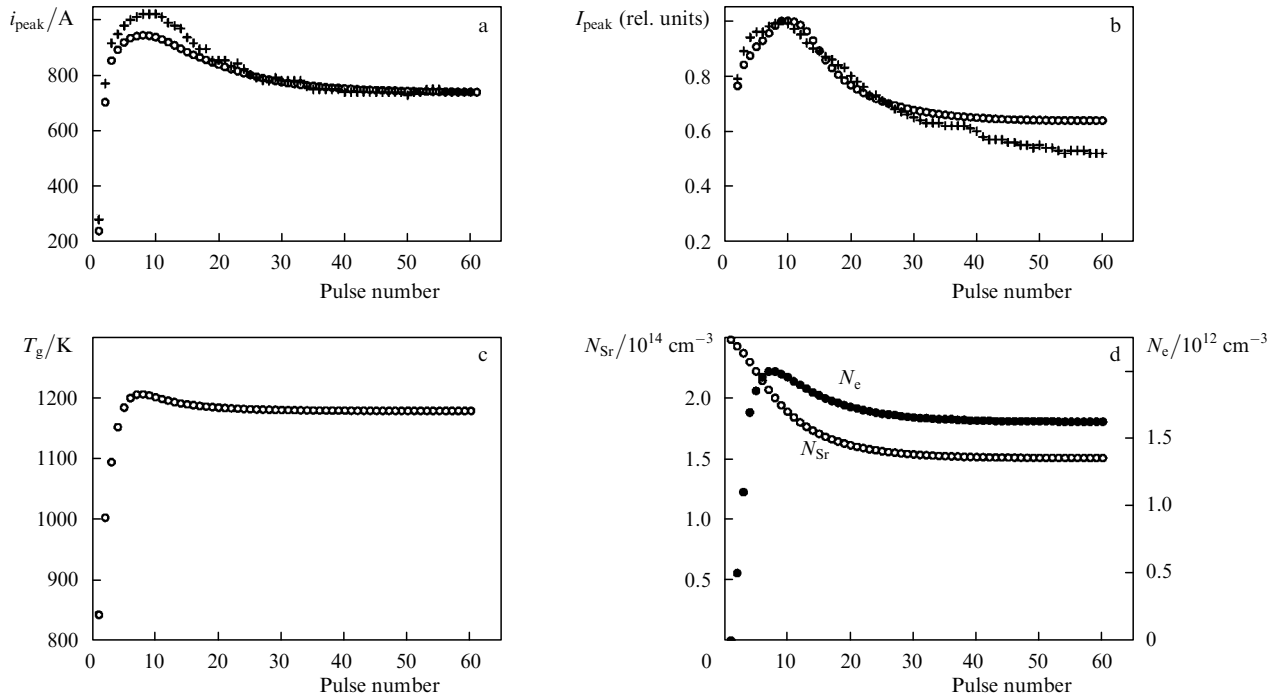 i_peak/A
a
1000
800
600
400
200
0 10 20 30 40 50 60
Pulse number
I_peak (rel. units)
b
1.0
0.8
0.6
0.4
0.2
0 10 20 30 40 50 60
Pulse number
T_g/K
c
1200
1100
1000
900
800
0 10 20 30 40 50 60
Pulse number
N_Sr/10^14 cm^−3
d
N_e/10^12 cm^−3
2.0
1.5
1.0
0.5
N_e
N_Sr
1.5
1.0
0.5
0
0 10 20 30 40 50 60
Pulse number